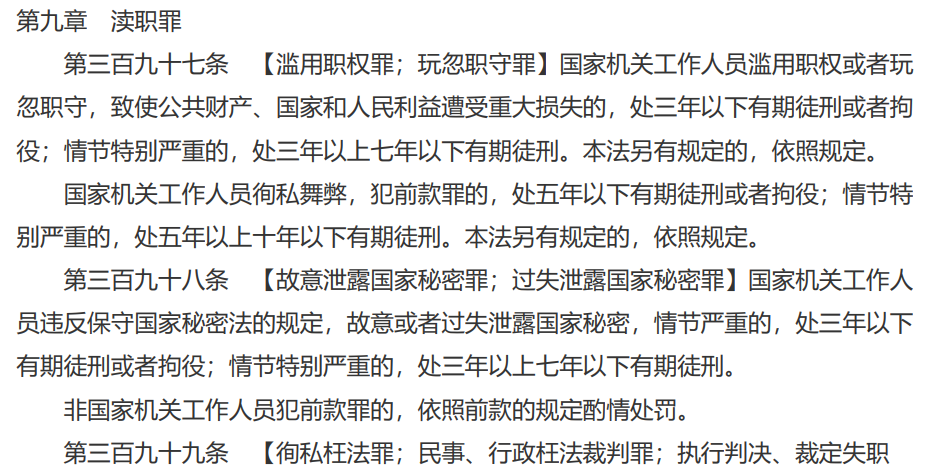 第九章　渎职罪
第三百九十七条　【滥用职权罪；玩忽职守罪】国家机关工作人员滥用职权或者玩
忽职守，致使公共财产、国家和人民利益遭受重大损失的，处三年以下有期徒刑或者拘
役；情节特别严重的，处三年以上七年以下有期徒刑。本法另有规定的，依照规定。
国家机关工作人员徇私舞弊，犯前款罪的，处五年以下有期徒刑或者拘役；情节特
别严重的，处五年以上十年以下有期徒刑。本法另有规定的，依照规定。
第三百九十八条　【故意泄露国家秘密罪；过失泄露国家秘密罪】国家机关工作人
员违反保守国家秘密法的规定，故意或者过失泄露国家秘密，情节严重的，处三年以下
有期徒刑或者拘役；情节特别严重的，处三年以上七年以下有期徒刑。
非国家机关工作人员犯前款罪的，依照前款的规定酌情处罚。
第三百九十九条　【徇私枉法罪；民事、行政枉法裁判罪；执行判决、裁定失职